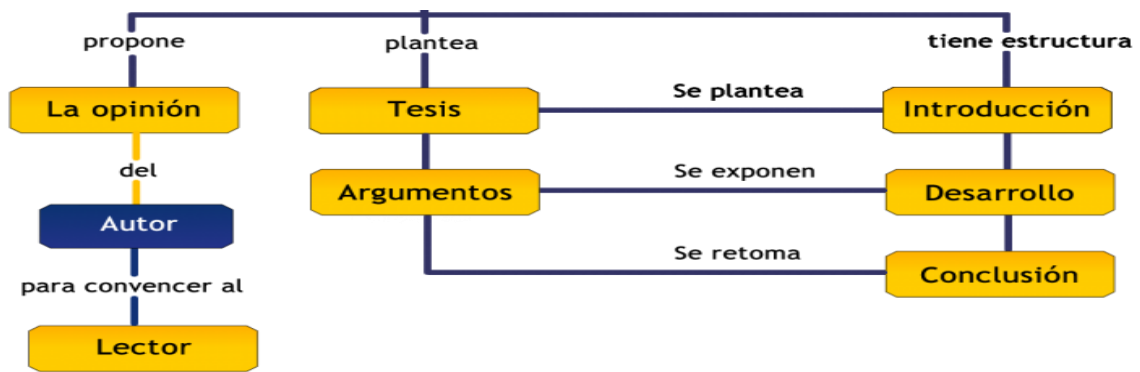 propone
plantea
tiene estructura
La opinión
Tesis
Se plantea
Introducción
del
Argumentos
Se exponen
Desarrollo
Autor
Se retoma
Conclusión
para convencer al
Lector